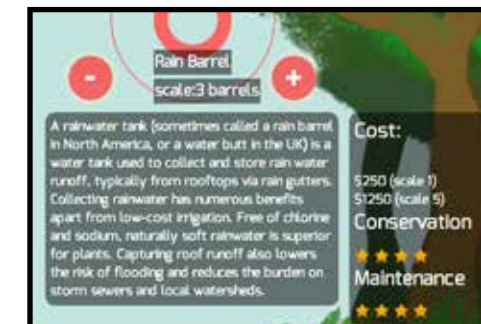 Rain Barrel
scale:3 barrels
-
+
A rainwater tank (sometimes called a rain barrel
in North America, or a water butt in the UK) is a
water tank used to collect and store rain water
runoff, typically from rooftops via rain gutters.
Collecting rainwater has numerous benefits
apart from low-cost irrigation. Free of chlorine
and sodium, naturally soft rainwater is superior
for plants. Capturing roof runoff also lowers
the risk of flooding and reduces the burden on
storm sewers and local watersheds.
Cost:
$250 (scale 1)
$1250 (scale 5)
Conservation
Maintenance